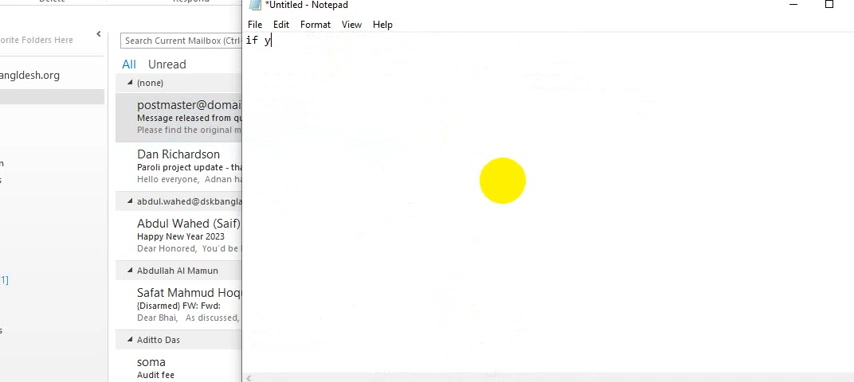 *Untitled - Notepad
File Edit Format View Help
if y
orite Folders Here
Search Current Mailbox (Ctrl-
angldesh.org
All Unread
(none)
postmaster@domai
Message released from qu
Please find the original m
Dan Richardson
Paroli project update - tha
Hello everyone, Adnan ha
abdul.wahed@dskbangla
Abdul Wahed (Saif)
Happy New Year 2023
Dear Honored, You'd be i
Abdullah Al Mamun
1]
Safat Mahmud Hoqu
(Disarmed) FW: Fwd:
Dear Bhai, As discussed,
Aditto Das
soma
Audit fee